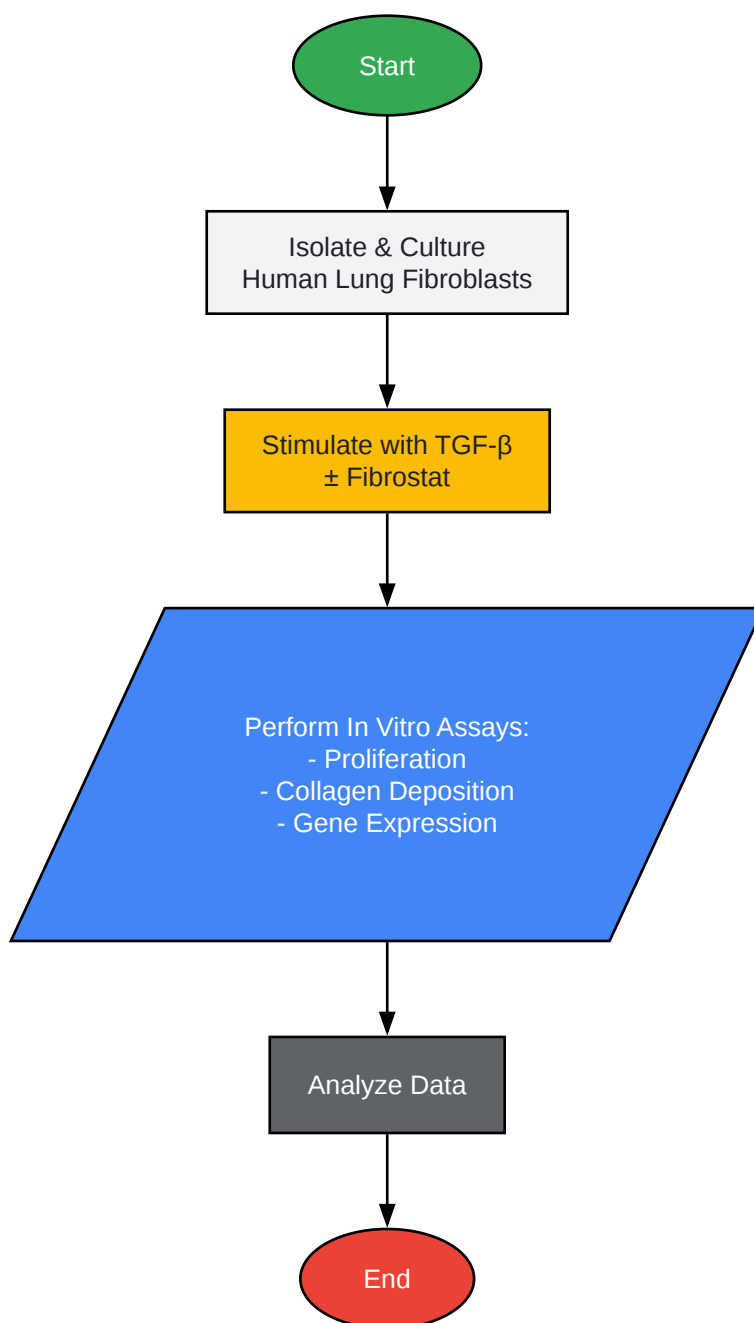 Start
Isolate & Culture
Human Lung Fibroblasts
Stimulate with TGF-β
± Fibrostat
Perform In Vitro Assays:
- Proliferation
- Collagen Deposition
- Gene Expression
Analyze Data
End